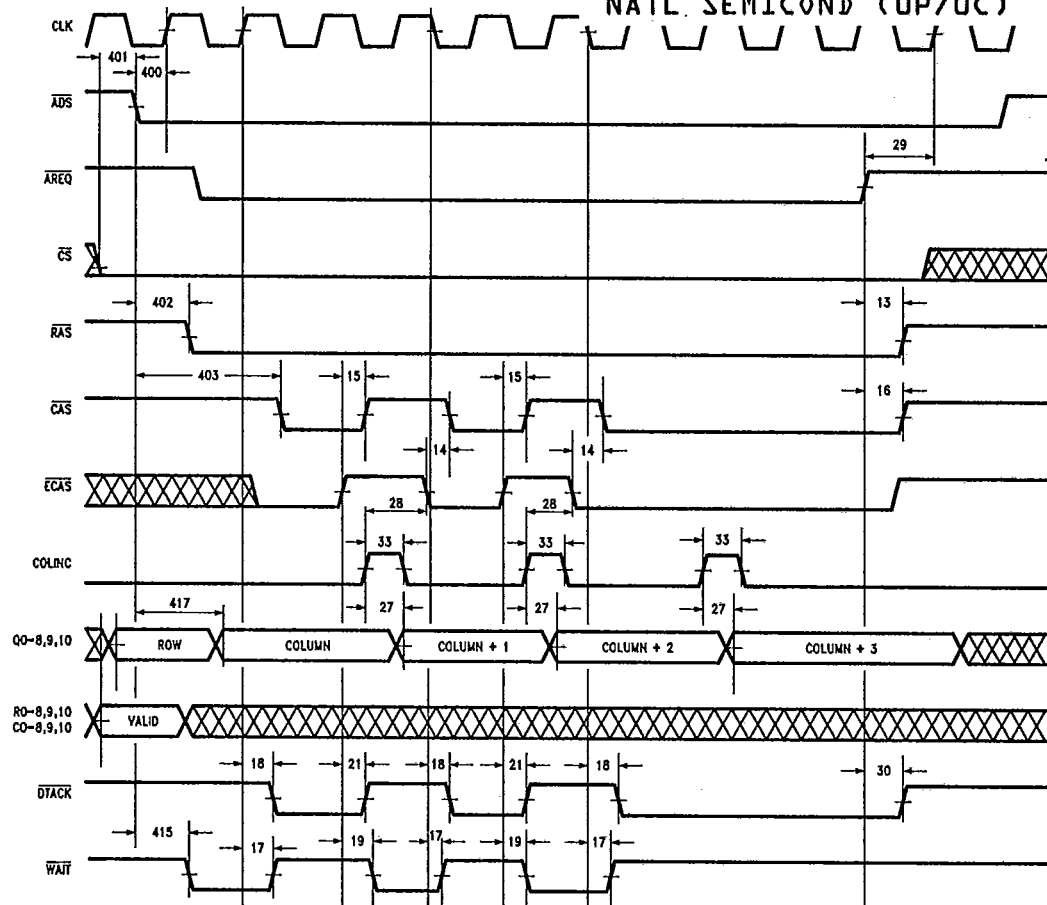 NATL SEMICOND (UP/UC)
CLK
401
400
ADS
29
AREQ
CS
402
13
RAS
403
15
15
16
CAS
14
14
ECAS
28
28
33
33
33
COLINC
417
27
27
27
Q0-8,9,10
ROW
COLUMN
COLUMN + 1
COLUMN + 2
COLUMN + 3
R0-8,9,10
C0-8,9,10
VALID
18
21
18
21
18
30
DTACK
415
17
19
17
19
17
WAIT